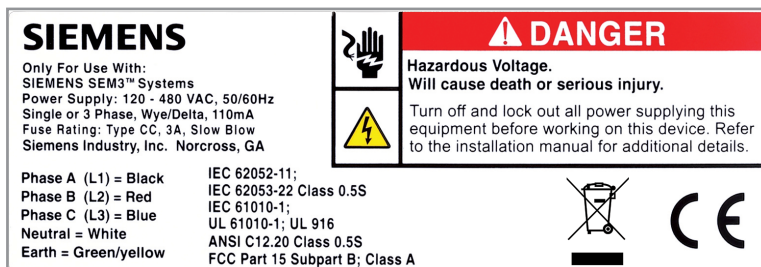 SIEMENS
Only For Use With:
SIEMENS SEM3™ Systems
Power Supply: 120 - 480 VAC, 50/60Hz
Single or 3 Phase, Wye/Delta, 110mA
Fuse Rating: Type CC, 3A, Slow Blow
Siemens Industry, Inc. Norcross, GA
DANGER
Hazardous Voltage.
Will cause death or serious injury.
Turn off and lock out all power supplying this
equipment before working on this device. Refer
to the installation manual for additional details.
Phase A (L1) = Black
Phase B (L2) = Red
Phase C (L3) = Blue
Neutral = White
Earth = Green/yellow
IEC 62052-11;
IEC 62053-22 Class 0.5S
IEC 61010-1;
UL 61010-1; UL 916
ANSI C12.20 Class 0.5S
FCC Part 15 Subpart B; Class A
CE